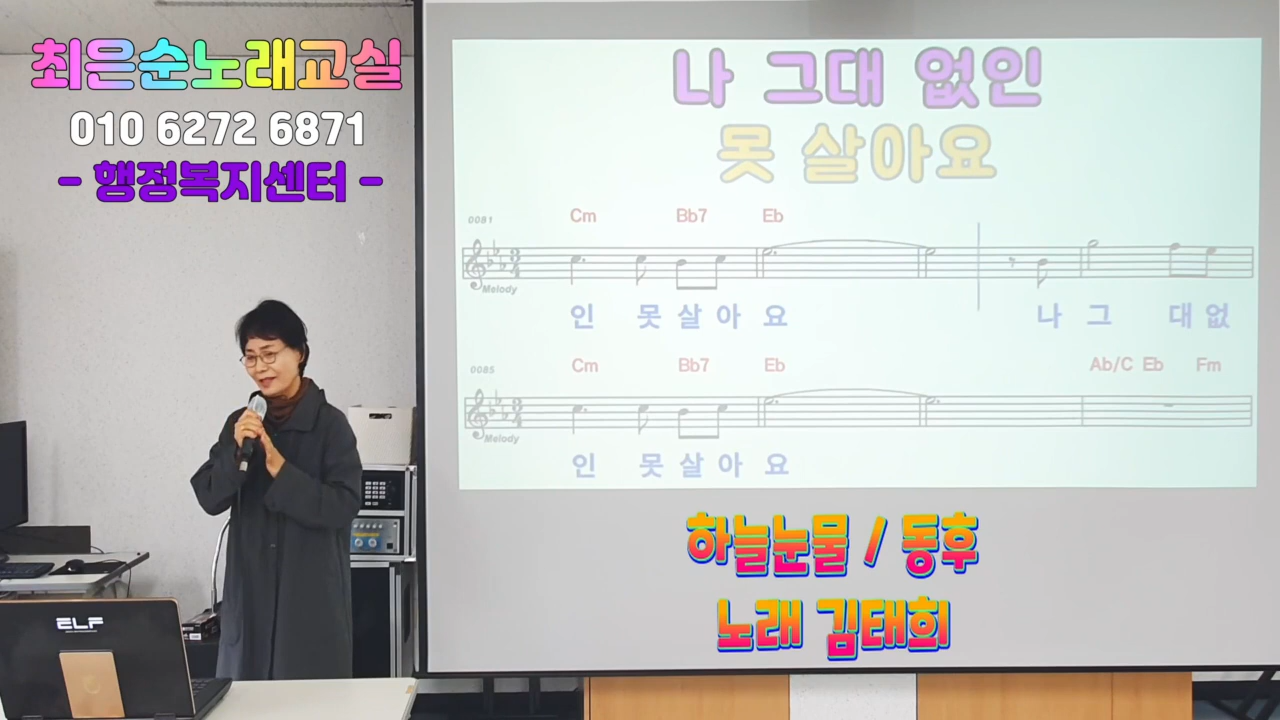 최은순노래교실
010 6272 6871
- 행정복지센터 -
나 그대 없인
못 살아요
0081
Cm Bb7 Eb
Melody
인 못 살 아 요 나 그 대 없
0085
Cm Bb7 Eb Ab/C Eb Fm
Melody
인 못 살 아 요
하늘눈물 / 동후
노래 김태희
ELF